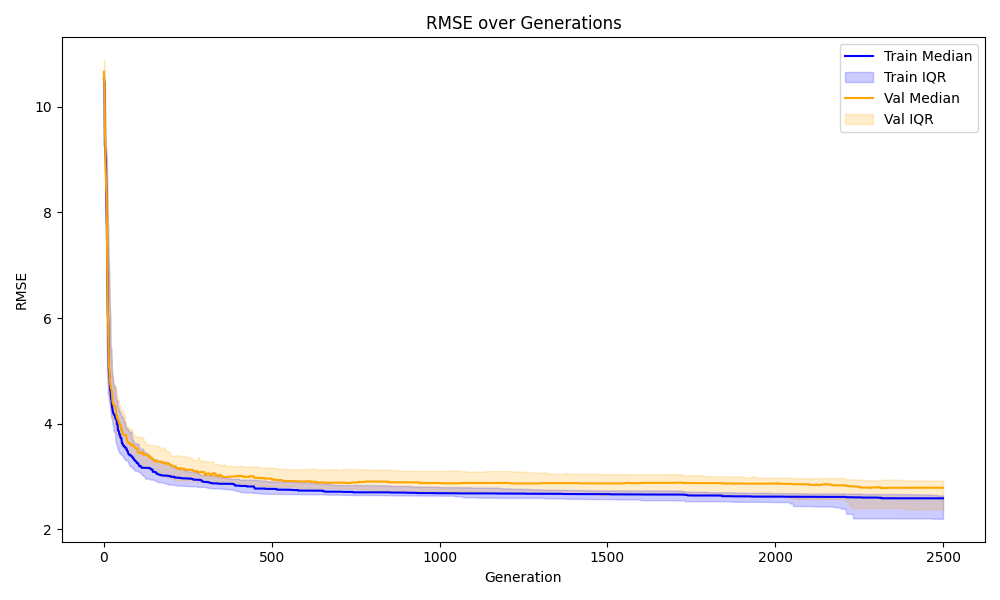 RMSE over Generations
Train Median
Train IQR
Val Median
Val IQR
RMSE
10
8
6
4
2
0
500
1000
1500
2000
2500
Generation